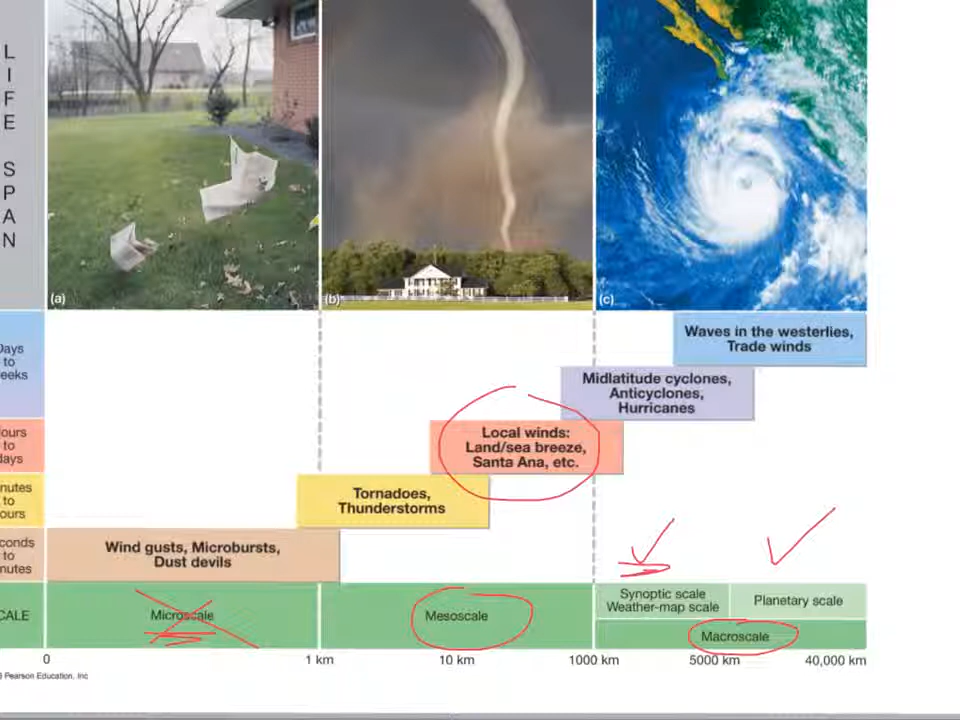 L
I
F
E
S
P
A
N
(a)
(b)
(c)
Days
to
eeks
Waves in the westerlies,
Trade winds
Midlatitude cyclones,
Anticyclones,
Hurricanes
ours
to
days
Local winds:
Land/sea breeze,
Santa Ana, etc.
nutes
to
ours
Tornadoes,
Thunderstorms
conds
to
nutes
Wind gusts, Microbursts,
Dust devils
CALE
Microscale
Mesoscale
Synoptic scale
Weather-map scale
Planetary scale
Macroscale
0
1 km
10 km
1000 km
5000 km
40,000 km
Pearson Education, Inc